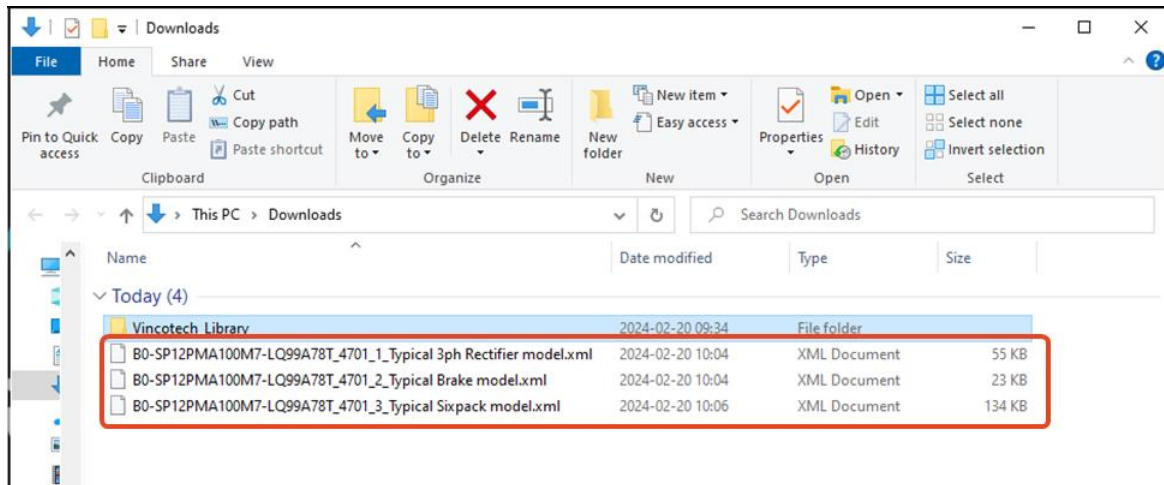 Downloads
File Home Share View
Pin to Quick access
Copy
Paste
Cut
Copy path
Paste shortcut
Clipboard
Move to
Copy to
Delete
Rename
Organize
New folder
New item
Easy access
New
Properties
Open
Edit
History
Open
Select all
Select none
Invert selection
Select
This PC > Downloads
Search Downloads
Name Date modified Type Size
Today (4)
Vincotech_Library 2024-02-20 09:34 File folder
B0-SP12PMA100M7-LQ99A78T_4701_1_Typical 3ph Rectifier model.xml 2024-02-20 10:04 XML Document 55 KB
B0-SP12PMA100M7-LQ99A78T_4701_2_Typical Brake model.xml 2024-02-20 10:04 XML Document 23 KB
B0-SP12PMA100M7-LQ99A78T_4701_3_Typical Sixpack model.xml 2024-02-20 10:06 XML Document 134 KB